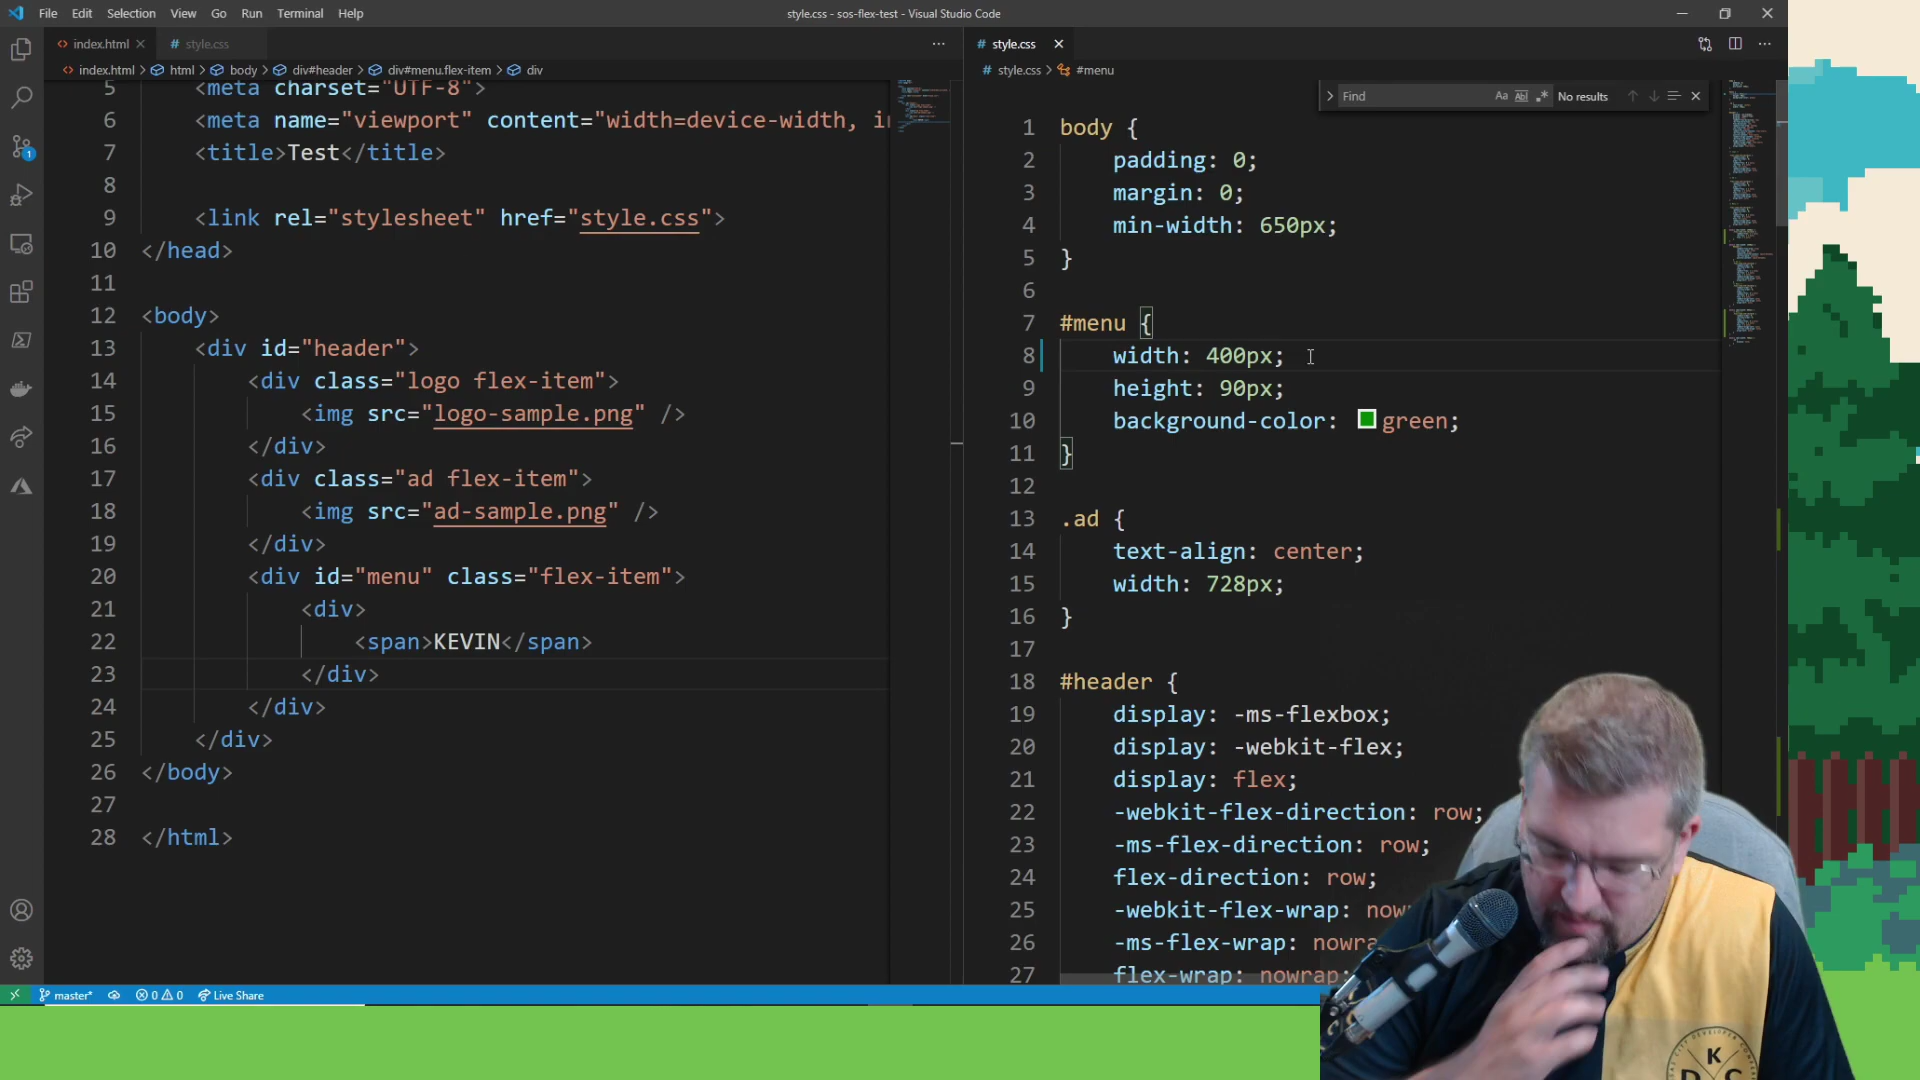 File Edit Selection View Go Run Terminal Help
style.css - sos-flex-test - Visual Studio Code
index.html
style.css
index.html > html > body > div#header > div#menu.flex-item > div
5 <meta charset="UTF-8">
6 <meta name="viewport" content="width=device-width, in
7 <title>Test</title>
8
9 <link rel="stylesheet" href="style.css">
10 </head>
11
12 <body>
13 <div id="header">
14 <div class="logo flex-item">
15 <img src="logo-sample.png" />
16 </div>
17 <div class="ad flex-item">
18 <img src="ad-sample.png" />
19 </div>
20 <div id="menu" class="flex-item">
21 <div>
22 <span>KEVIN</span>
23 </div>
24 </div>
25 </div>
26 </body>
27
28 </html>
# style.css
# style.css > #menu
Find
Aa
No results
1 body {
2 padding: 0;
3 margin: 0;
4 min-width: 650px;
5 }
6
7 #menu {
8 width: 400px;
9 height: 90px;
10 background-color: green;
11 }
12
13 .ad {
14 text-align: center;
15 width: 728px;
16 }
17
18 #header {
19 display: -ms-flexbox;
20 display: -webkit-flex;
21 display: flex;
22 -webkit-flex-direction: row;
23 -ms-flex-direction: row;
24 flex-direction: row;
25 -webkit-flex-wrap: now
26 -ms-flex-wrap: nowra
27 flex-wrap: nowrap;
1
master* 0 0 Live Share
K